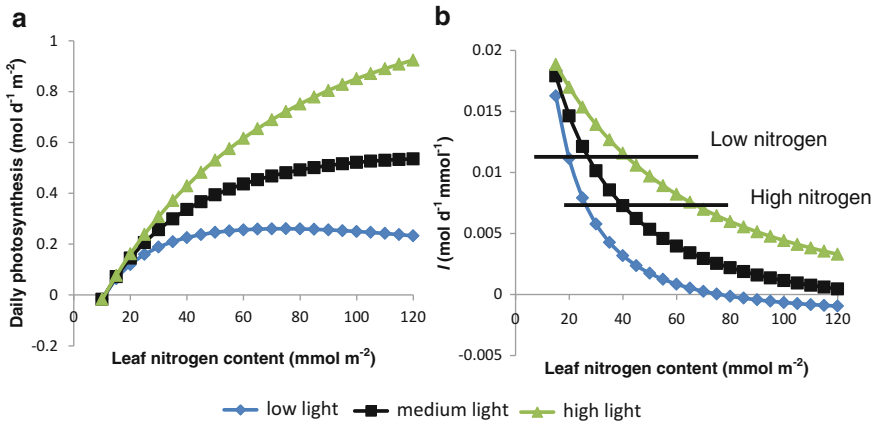 a
Daily photosynthesis (mol d⁻¹ m⁻²)
1
0.8
0.6
0.4
0.2
0
-0.2
0 20 40 60 80 100 120
Leaf nitrogen content (mmol m⁻²)
b
I (mol d⁻¹ mmol⁻¹)
0.02
0.015
0.01
0.005
0
-0.005
0 20 40 60 80 100 120
Low nitrogen
High nitrogen
Leaf nitrogen content (mmol m⁻²)
low light medium light high light